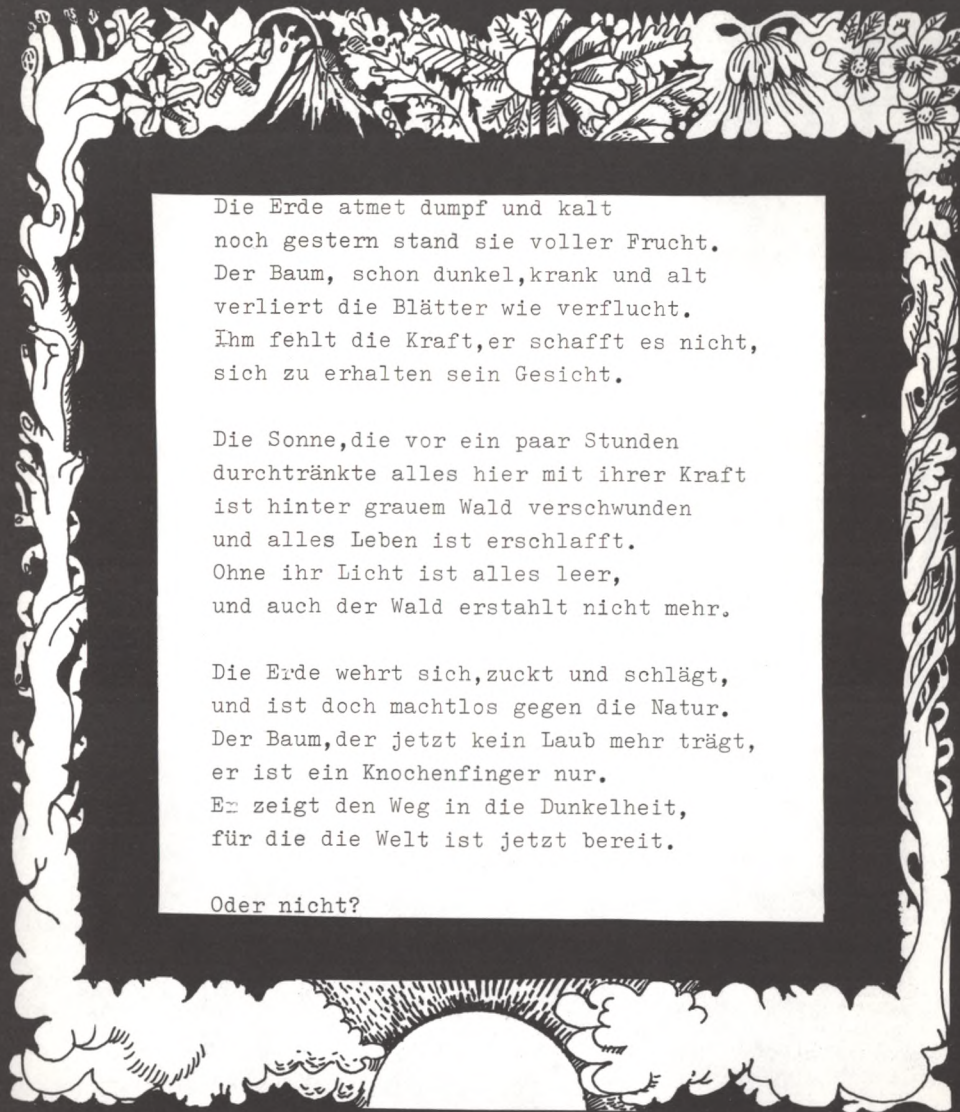 Die Erde atmet dumpf und kalt
noch gestern stand sie voller Frucht.
Der Baum, schon dunkel,krank und alt
verliert die Blätter wie verflucht.
Ihm fehlt die Kraft,er schafft es nicht,
sich zu erhalten sein Gesicht.

Die Sonne,die vor ein paar Stunden
durchtränkte alles hier mit ihrer Kraft
ist hinter grauem Wald verschwunden
und alles Leben ist erschlafft.
Ohne ihr Licht ist alles leer,
und auch der Wald erstahlt nicht mehr.

Die Erde wehrt sich,zuckt und schlägt,
und ist doch machtlos gegen die Natur.
Der Baum,der jetzt kein Laub mehr trägt,
er ist ein Knochenfinger nur.
Er zeigt den Weg in die Dunkelheit,
für die die Welt ist jetzt bereit.

Oder nicht?